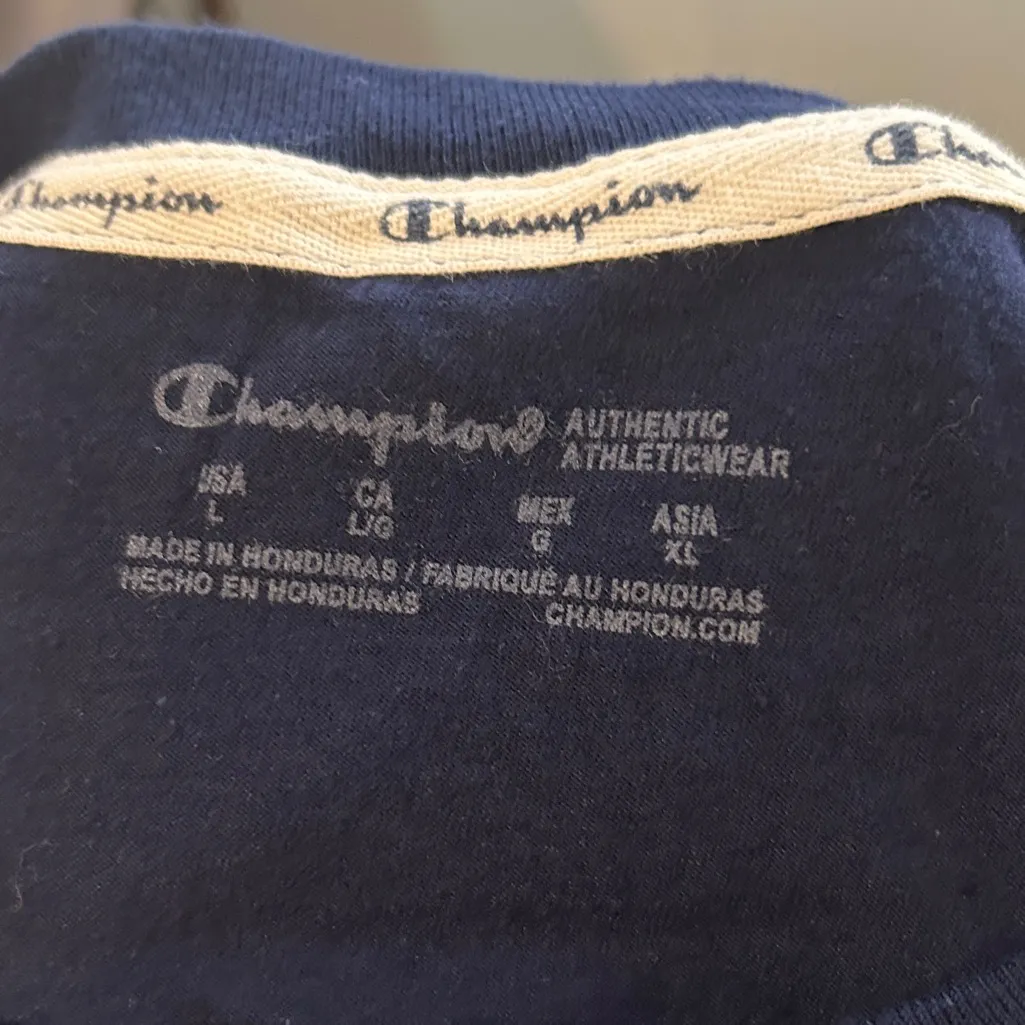 Champion Champion Cha
Champion AUTHENTIC
ATHLETICWEAR
USA CA MEX ASIA
L L/G G XL
MADE IN HONDURAS / FABRIQUÉ AU HONDURAS
HECHO EN HONDURAS CHAMPION.COM